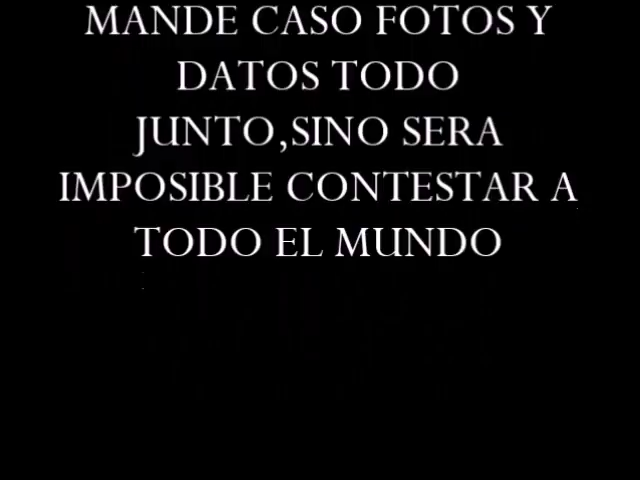 MANDE CASO FOTOS Y
DATOS TODO
JUNTO,SINO SERA
IMPOSIBLE CONTESTAR A
TODO EL MUNDO